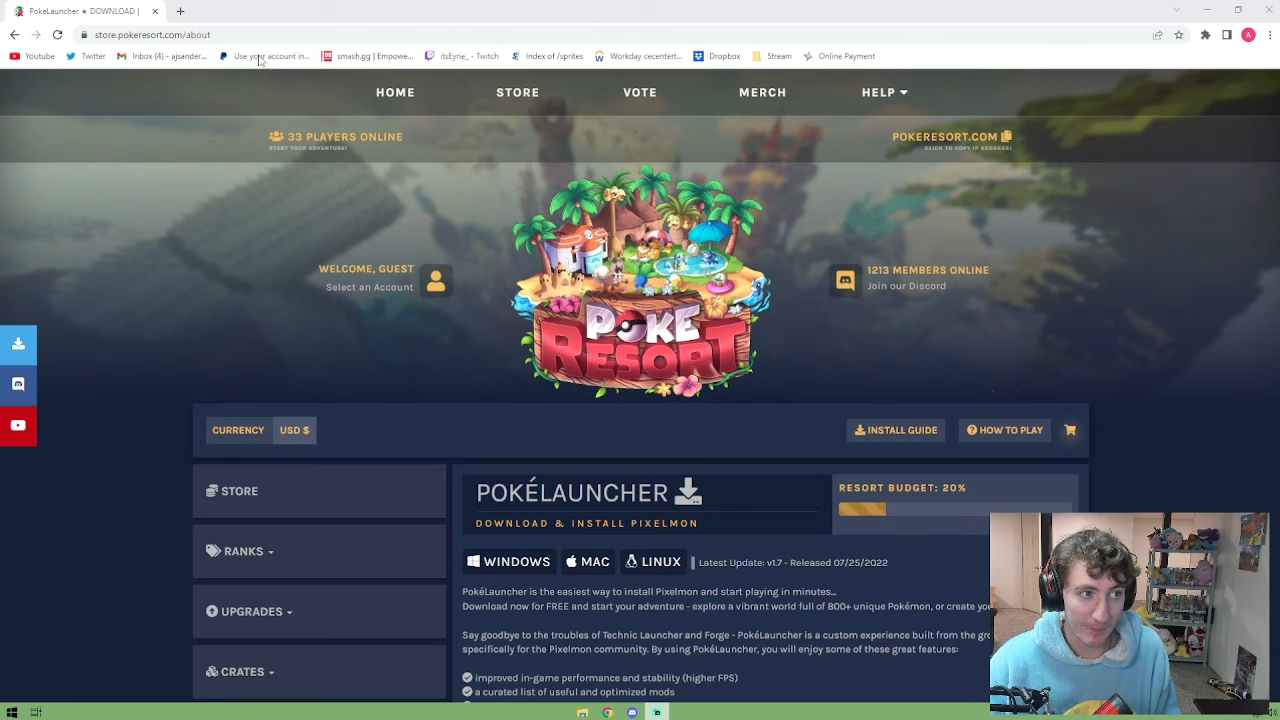 PokeLauncher ★ DOWNLOAD |
store.pokeresort.com/about
Youtube
Twitter
Inbox (4) - ajsander...
Use your account in...
smash.gg | Empowe...
itsEyrie_ - Twitch
Index of /sprites
Workday cecentert...
Dropbox
Stream
Online Payment
A
HOME
STORE
VOTE
MERCH
HELP
33 PLAYERS ONLINE
START YOUR ADVENTURE!
POKERESORT.COM
CLICK TO COPY IP ADDRESS!
WELCOME, GUEST
Select an Account
POKE
RESORT
1213 MEMBERS ONLINE
Join our Discord
CURRENCY
USD $
INSTALL GUIDE
HOW TO PLAY
STORE
RANKS
UPGRADES
CRATES
POKÉLAUNCHER
DOWNLOAD & INSTALL PIXELMON
RESORT BUDGET: 20%
WINDOWS
MAC
LINUX
Latest Update: v1.7 - Released 07/25/2022
PokéLauncher is the easiest way to install Pixelmon and start playing in minutes...
Download now for FREE and start your adventure - explore a vibrant world full of 800+ unique Pokémon, or create
Say goodbye to the troubles of Technic Launcher and Forge - PokéLauncher is a custom experience built from the
specifically for the Pixelmon community. By using PokéLauncher, you will enjoy some of these great features:
improved in-game performance and stability (higher FPS)
a curated list of useful and optimized mods